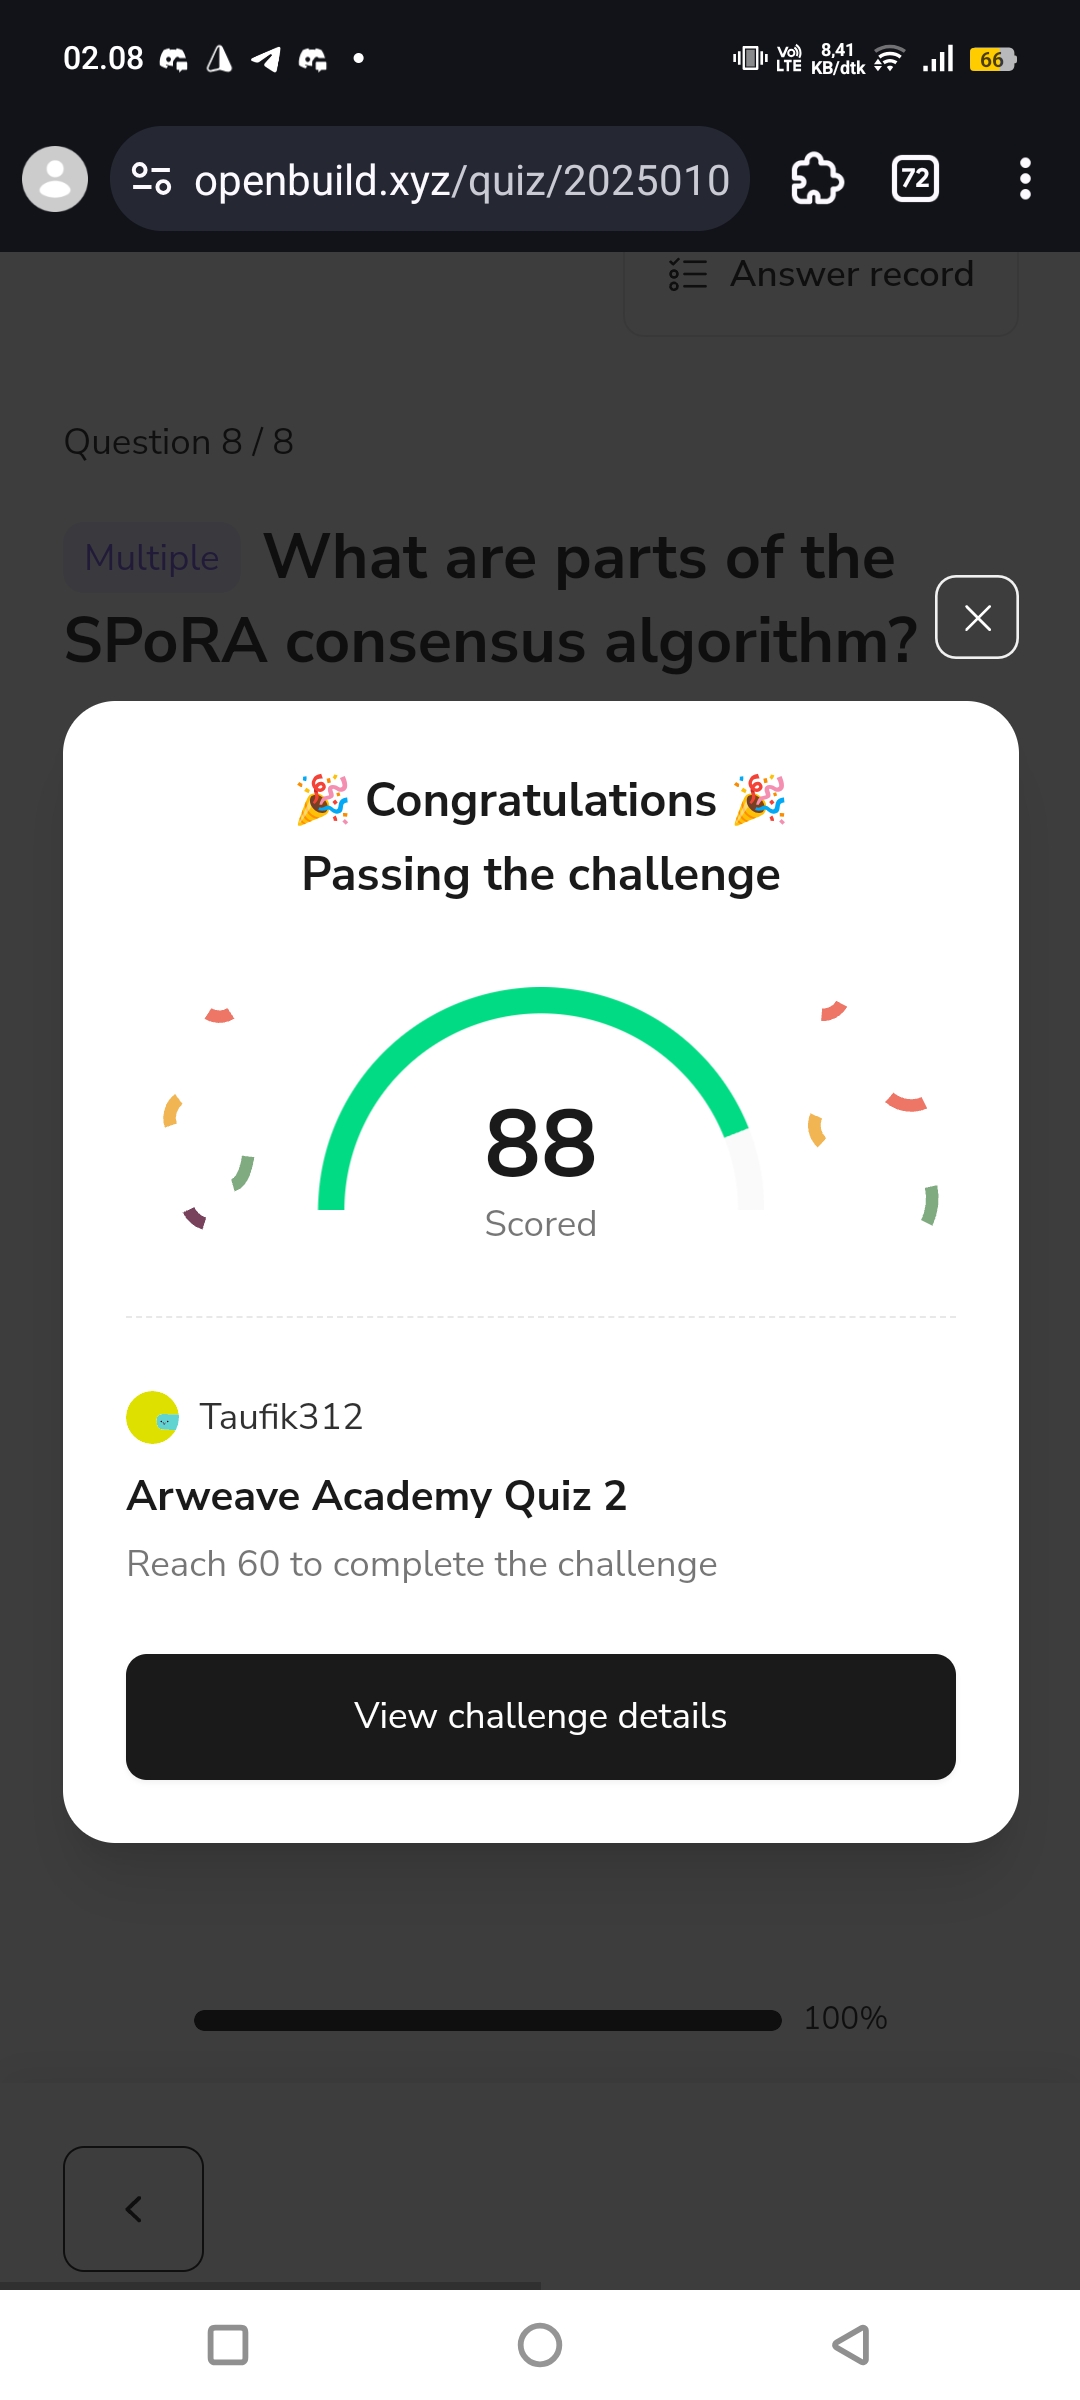 02.08
Vo)) LTE
8,41 KB/dtk
66
openbuild.xyz/quiz/2025010
72
Answer record
Question 8 / 8
Multiple What are parts of the
SPoRA consensus algorithm?
🎉 Congratulations 🎉
Passing the challenge
88
Scored
Taufik312
Arweave Academy Quiz 2
Reach 60 to complete the challenge
View challenge details
100%